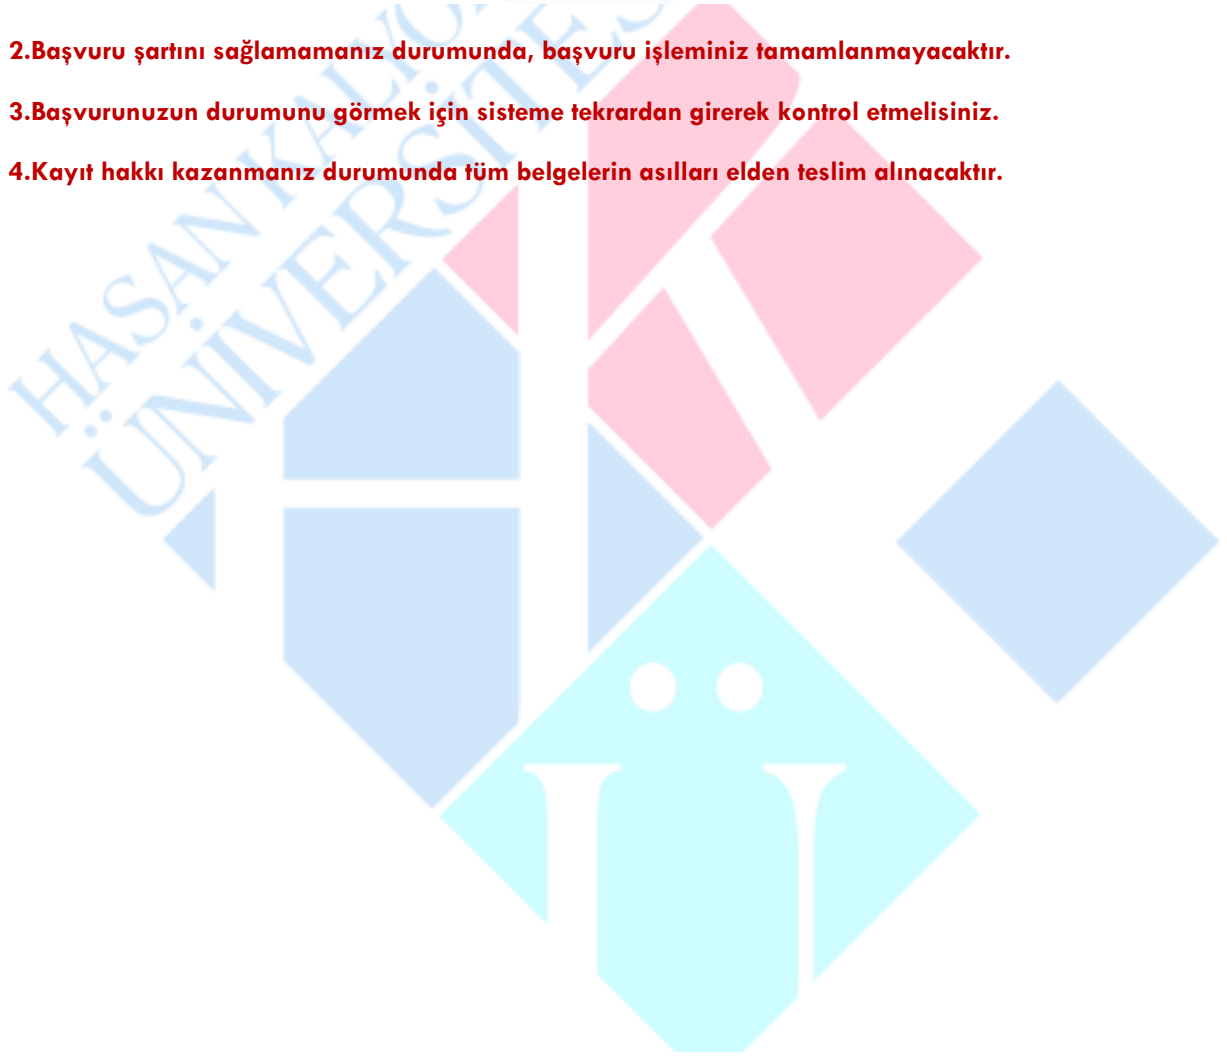 2.Başvuru şartını sağlamamanız durumunda, başvuru işleminiz tamamlanmayacaktır.
3.Başvurunuzun durumunu görmek için sisteme tekrardan girerek kontrol etmelisiniz.
4.Kayıt hakkı kazanmanız durumunda tüm belgelerin asılları elden teslim alınacaktır.
HASAN